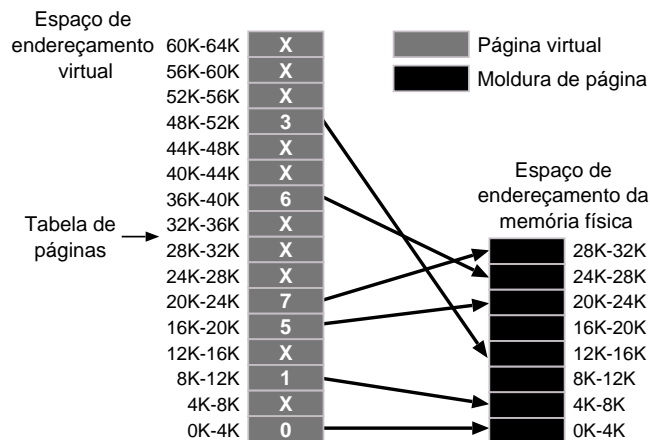 Espaço de
endereçamento
virtual
60K-64K X
56K-60K X
52K-56K X
48K-52K 3
44K-48K X
40K-44K X
36K-40K 6
32K-36K X
28K-32K X
24K-28K X
20K-24K 7
16K-20K 5
12K-16K X
8K-12K 1
4K-8K X
0K-4K 0
Tabela de
páginas
Página virtual
Moldura de página
Espaço de
endereçamento da
memória física
28K-32K
24K-28K
20K-24K
16K-20K
12K-16K
8K-12K
4K-8K
0K-4K